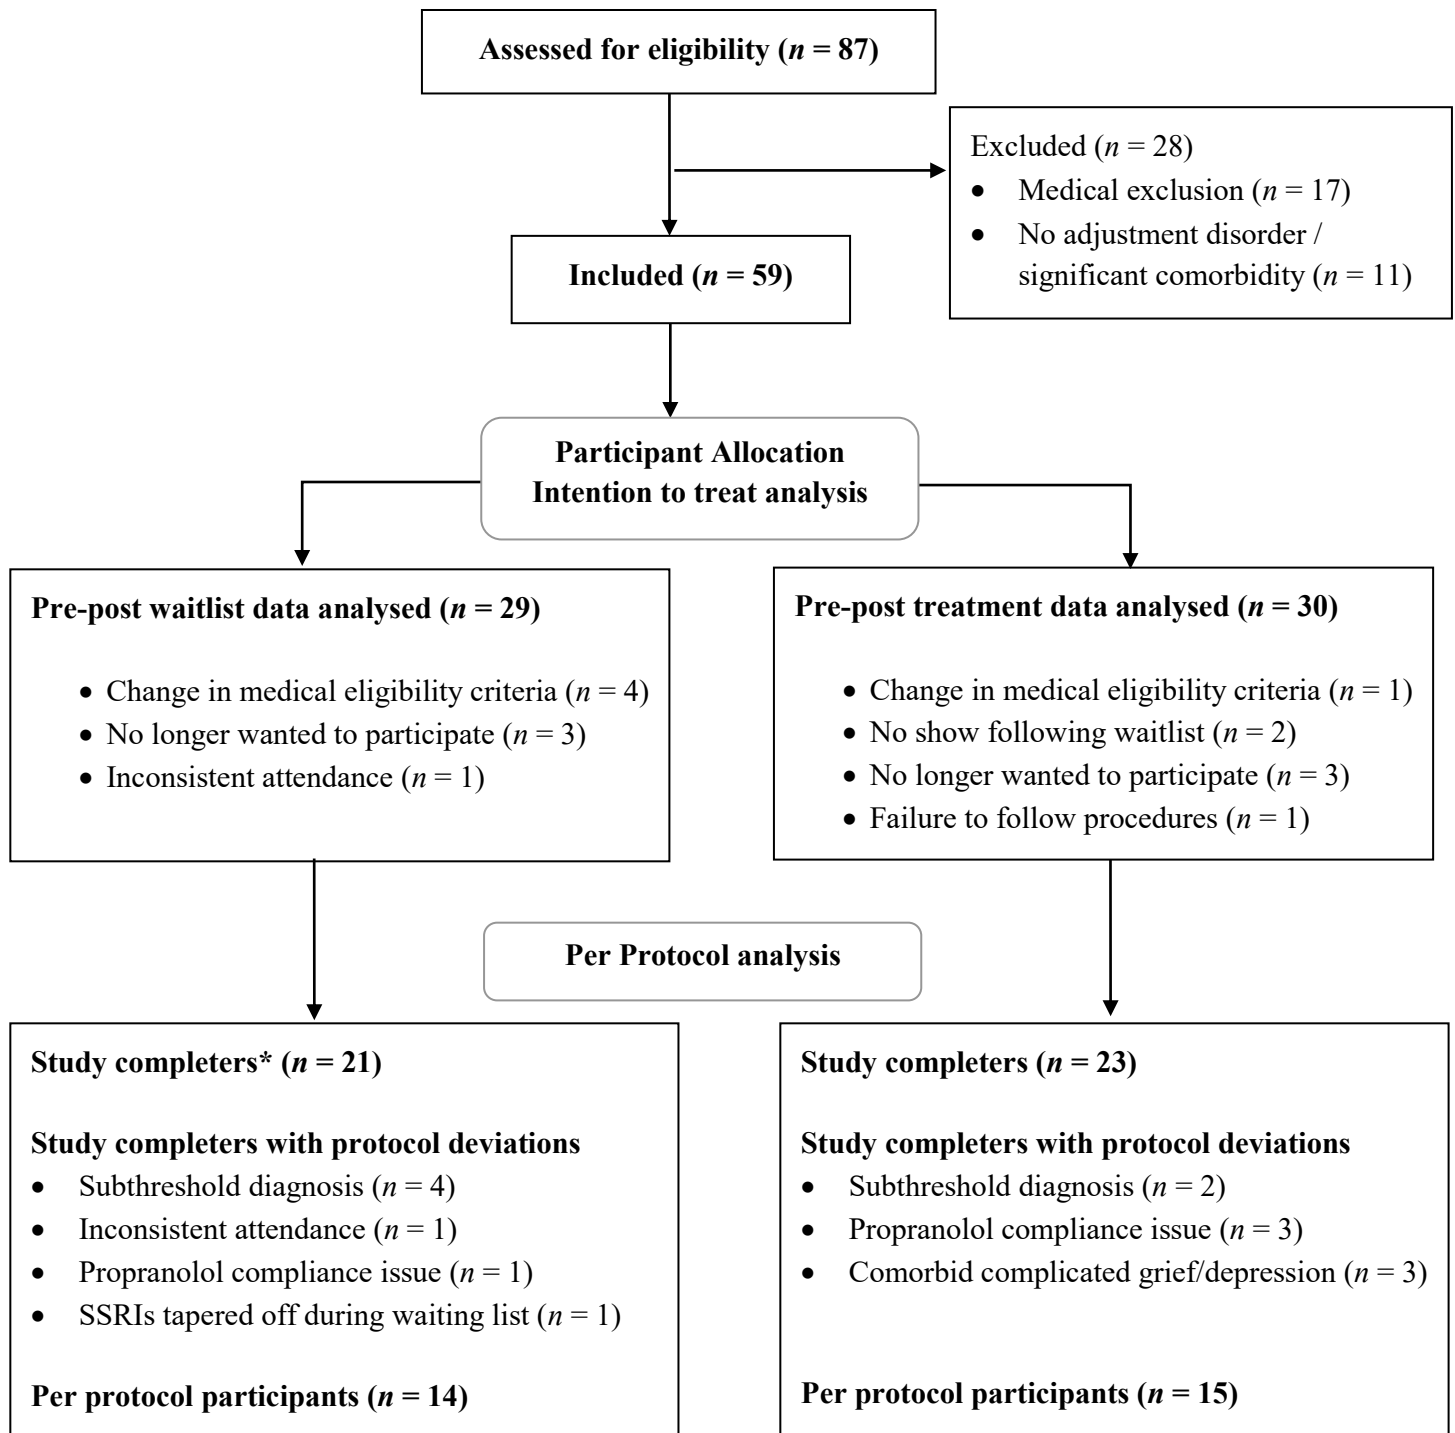 Assessed for eligibility (n = 87)
Excluded (n = 28)
• Medical exclusion (n = 17)
• No adjustment disorder /
significant comorbidity (n = 11)
Included (n = 59)
Participant Allocation
Intention to treat analysis
Pre-post waitlist data analysed (n = 29)
• Change in medical eligibility criteria (n = 4)
• No longer wanted to participate (n = 3)
• Inconsistent attendance (n = 1)
Pre-post treatment data analysed (n = 30)
• Change in medical eligibility criteria (n = 1)
• No show following waitlist (n = 2)
• No longer wanted to participate (n = 3)
• Failure to follow procedures (n = 1)
Per Protocol analysis
Study completers* (n = 21)
Study completers with protocol deviations
• Subthreshold diagnosis (n = 4)
• Inconsistent attendance (n = 1)
• Propranolol compliance issue (n = 1)
• SSRIs tapered off during waiting list (n = 1)
Per protocol participants (n = 14)
Study completers (n = 23)
Study completers with protocol deviations
• Subthreshold diagnosis (n = 2)
• Propranolol compliance issue (n = 3)
• Comorbid complicated grief/depression (n = 3)
Per protocol participants (n = 15)